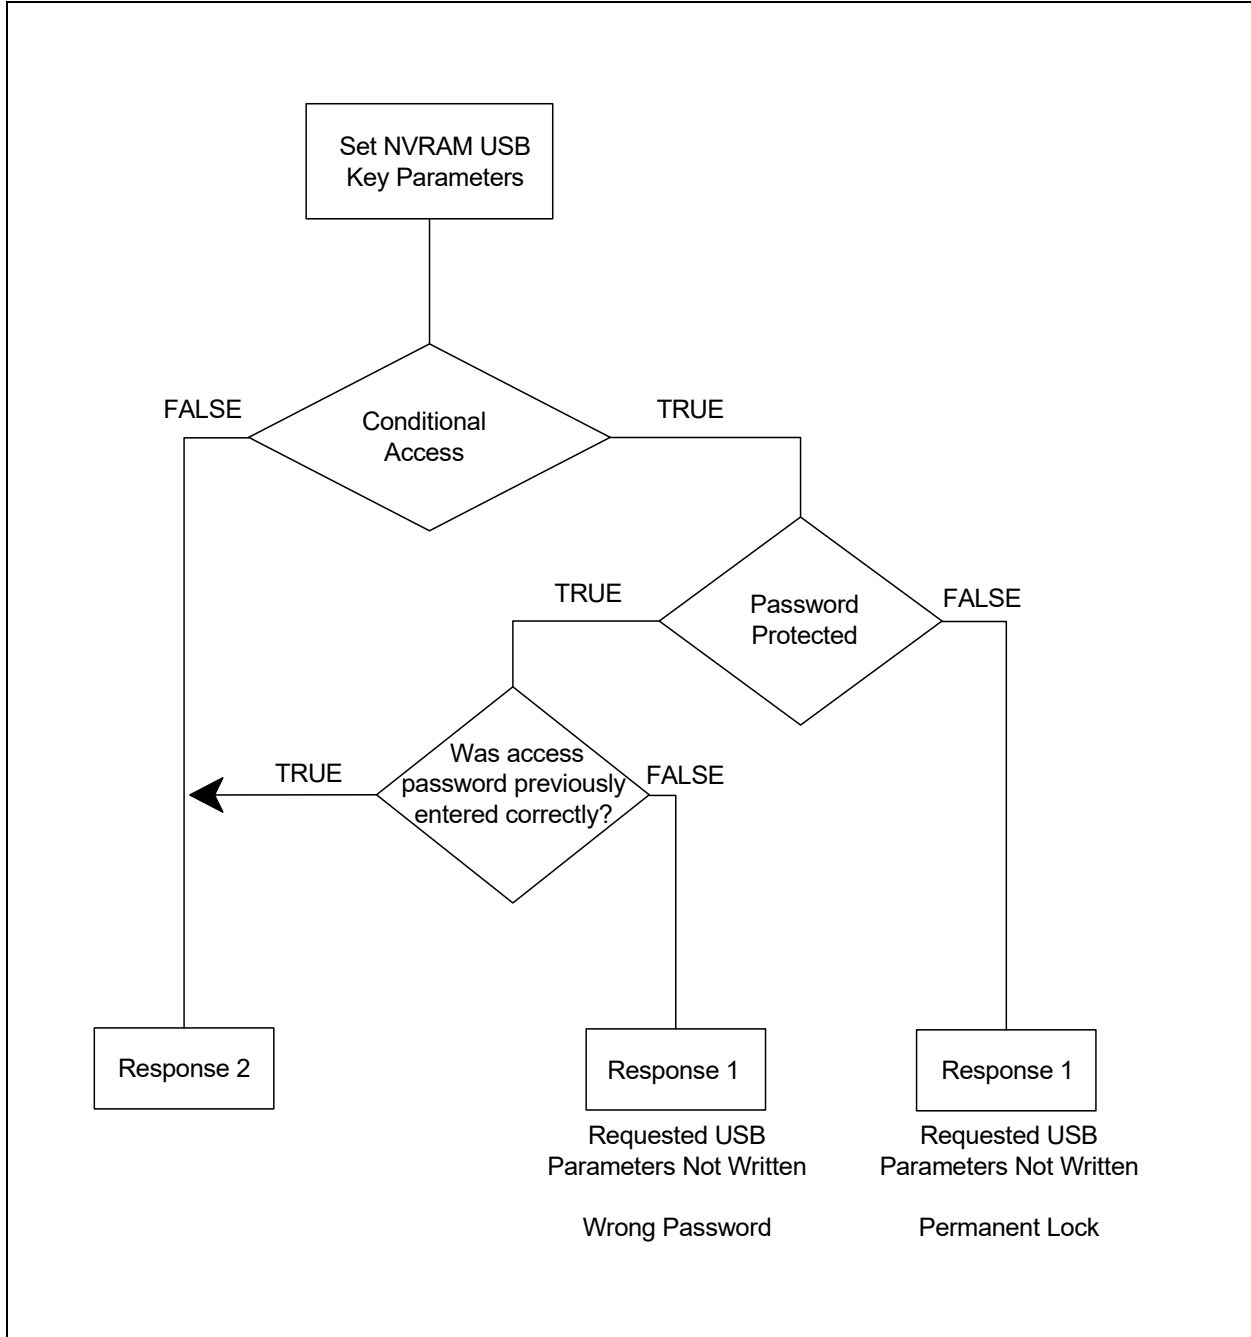 Set NVRAM USB
Key Parameters
FALSE
TRUE
Conditional
Access
TRUE
FALSE
Password
Protected
TRUE
Was access
password previously
entered correctly?
FALSE
Response 2
Response 1
Requested USB
Parameters Not Written
Wrong Password
Response 1
Requested USB
Parameters Not Written
Permanent Lock